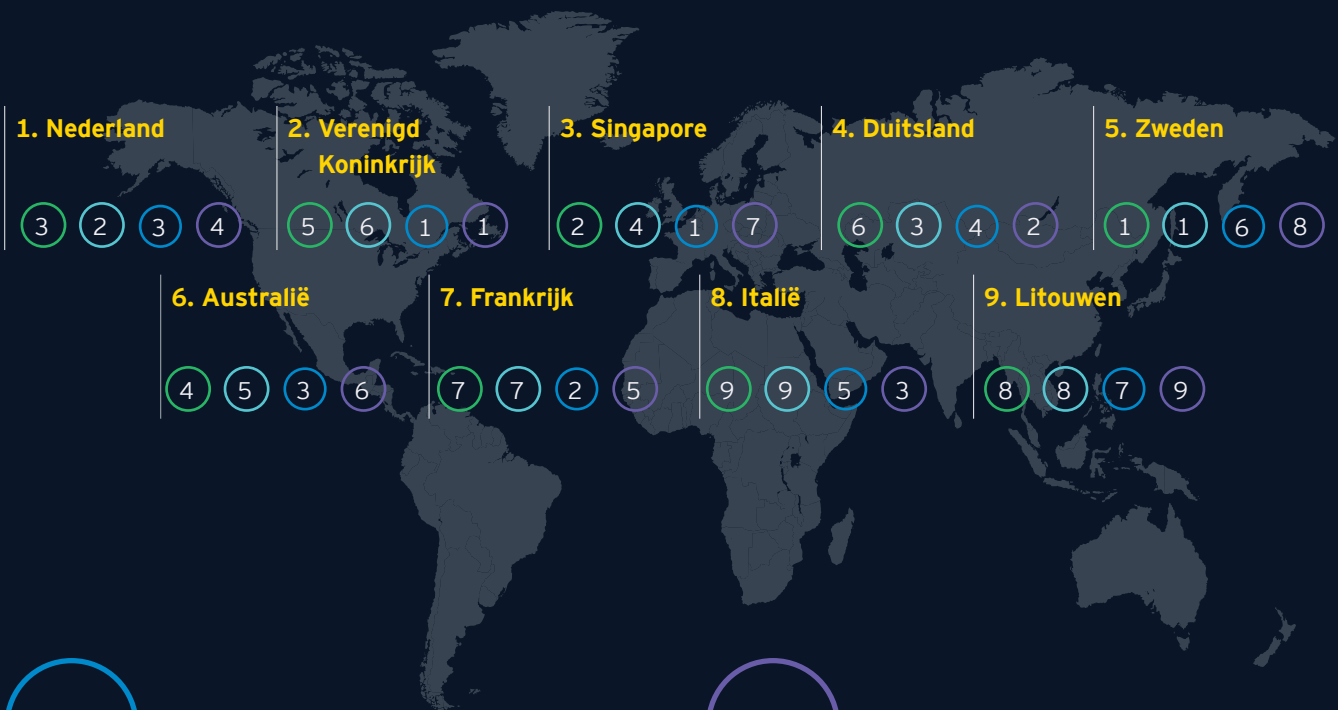 1. Nederland
3 2 3 4
2. Verenigd
Koninkrijk
5 6 1 1
3. Singapore
2 4 1 7
4. Duitsland
6 3 4 2
5. Zweden
1 1 6 8
6. Australië
4 5 3 6
7. Frankrijk
7 7 2 5
8. Italië
9 9 5 3
9. Litouwen
8 8 7 9